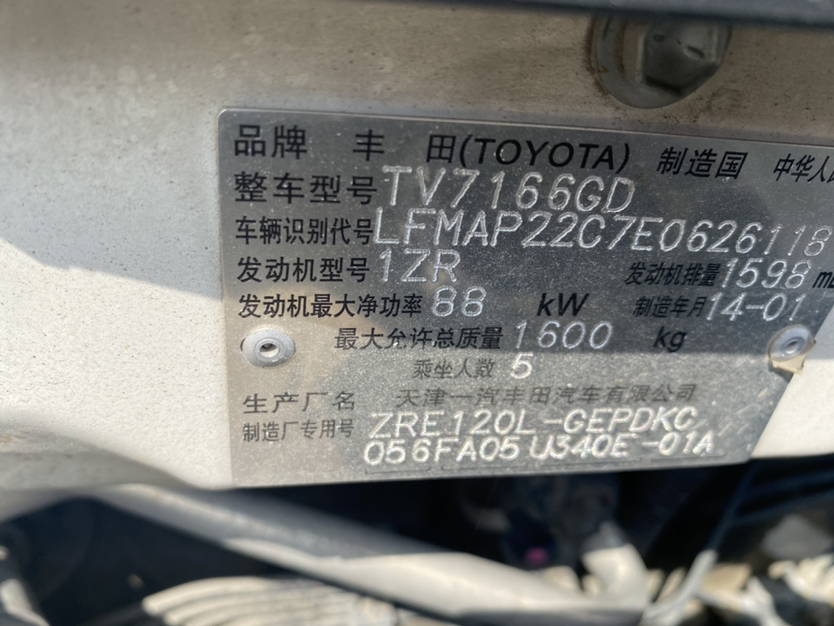 品牌 丰 田(TOYOTA) 制造国 中华人民
整车型号 TV7166GD
车辆识别代号 LFMAP22C7E0626118
发动机型号 1ZR 发动机排量 1598 mL
发动机最大净功率 88 kW 制造年月 14-01
最大允许总质量 1600 kg
乘坐人数 5
生产厂名 天津一汽丰田汽车有限公司
制造厂专用号 ZRE120L-GEPDKC
056FA05 U340E -01A